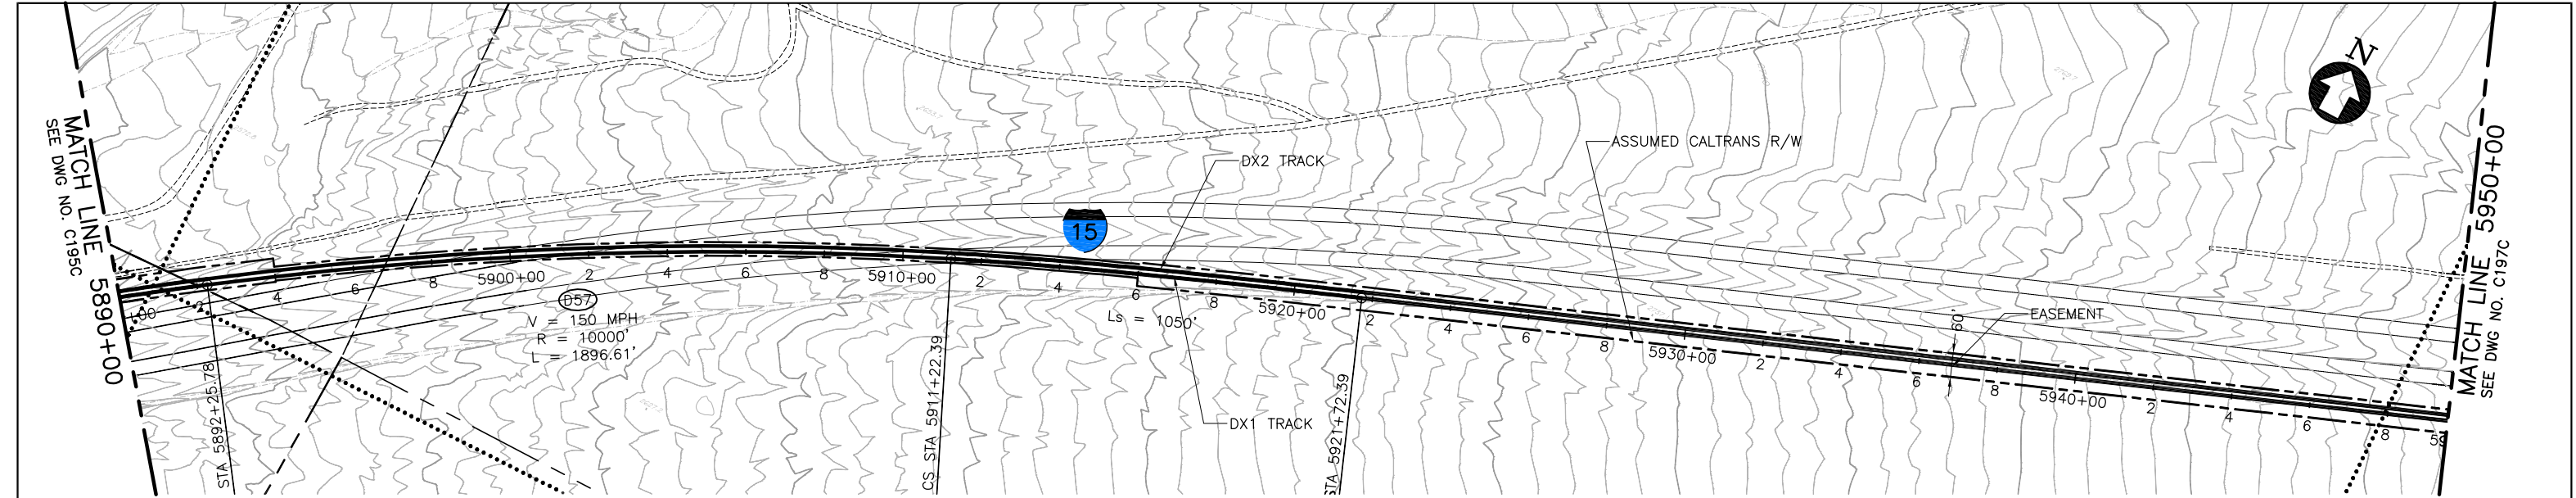 MATCH LINE 5890+00
SEE DWG NO. C195C
+00
2
4
6
8
5900+00
2
4
6
8
5910+00
2
4
6
8
5920+00
2
4
6
8
5930+00
2
4
6
8
5940+00
2
4
6
8
59
STA 5892+25.78
D57
V = 150 MPH
R = 10000'
L = 1896.61'
CS STA 5911+22.39
Ls = 1050'
STA 5921+72.39
15
DX2 TRACK
DX1 TRACK
ASSUMED CALTRANS R/W
60'
EASEMENT
N
MATCH LINE 5950+00
SEE DWG NO. C197C